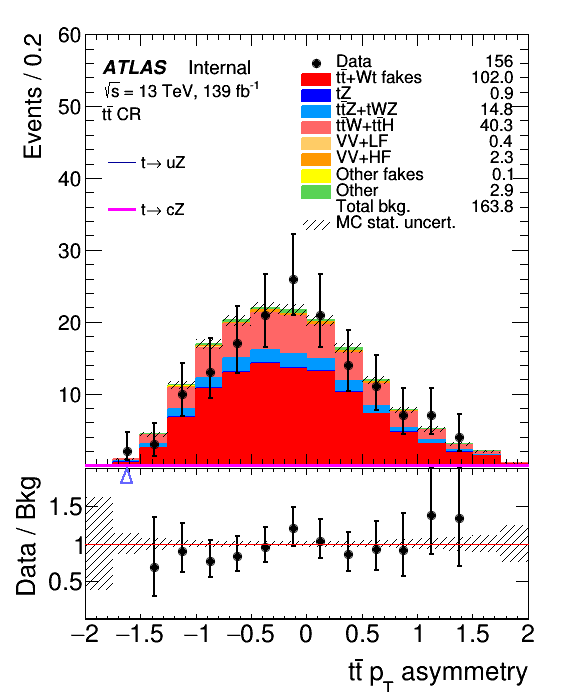 Events / 0.2
60
50
40
30
20
10
ATLAS Internal
√s = 13 TeV, 139 fb⁻¹
tt̄ CR
t→ uZ
t→ cZ
Data 156
tt̄+Wt fakes 102.0
tZ 0.9
tt̄Z+tWZ 14.8
tt̄W+tt̄H 40.3
VV+LF 0.4
VV+HF 2.3
Other fakes 0.1
Other 2.9
Total bkg. 163.8
MC stat. uncert.
Data / Bkg
1.5
1
0.5
−2 −1.5 −1 −0.5 0 0.5 1 1.5 2
tt̄ p_T asymmetry